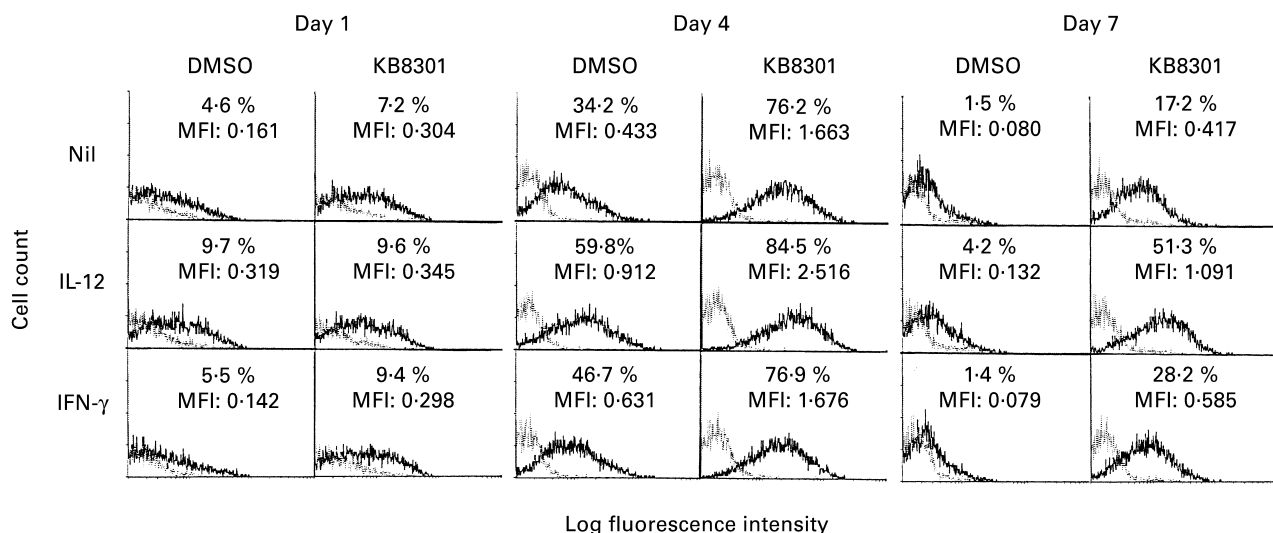 Day 1 Day 4 Day 7
DMSO KB8301 DMSO KB8301 DMSO KB8301
4·6 % 7·2 % 34·2 % 76·2 % 1·5 % 17·2 %
Nil MFI: 0·161 MFI: 0·304 MFI: 0·433 MFI: 1·663 MFI: 0·080 MFI: 0·417
9·7 % 9·6 % 59·8% 84·5 % 4·2 % 51·3 %
IL-12 MFI: 0·319 MFI: 0·345 MFI: 0·912 MFI: 2·516 MFI: 0·132 MFI: 1·091
5·5 % 9·4 % 46·7 % 76·9 % 1·4 % 28·2 %
IFN-γ MFI: 0·142 MFI: 0·298 MFI: 0·631 MFI: 1·676 MFI: 0·079 MFI: 0·585
Cell count
Log fluorescence intensity